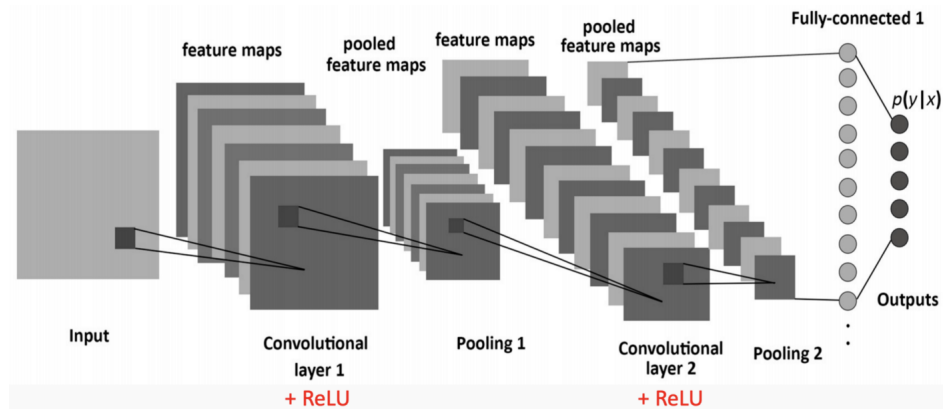 Fully-connected 1
feature maps
pooled
feature maps
feature maps
pooled
feature maps
p(y|x)
Input
Convolutional
layer 1
Pooling 1
Convolutional
layer 2
Pooling 2
Outputs
+ ReLU
+ ReLU